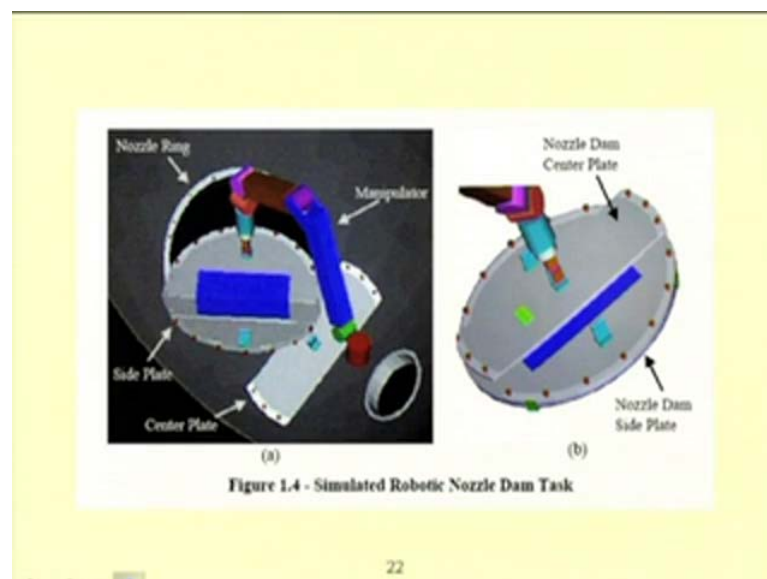 Nozzle Ring
Manipulator
Side Plate
Center Plate
(a)
Nozzle Dam
Center Plate
Nozzle Dam
Side Plate
(b)
Figure 1.4 - Simulated Robotic Nozzle Dam Task
22